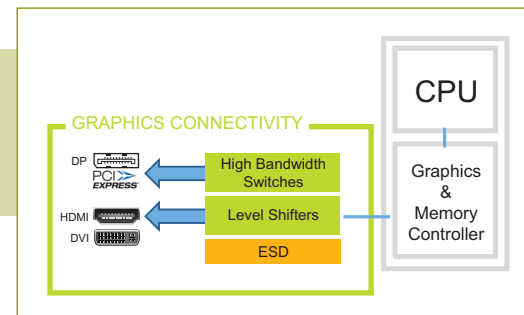 GRAPHICS CONNECTIVITY
DP
PCI
EXPRESS
HDMI
DVI
High Bandwidth
Switches
Level Shifters
ESD
CPU
Graphics
&
Memory
Controller